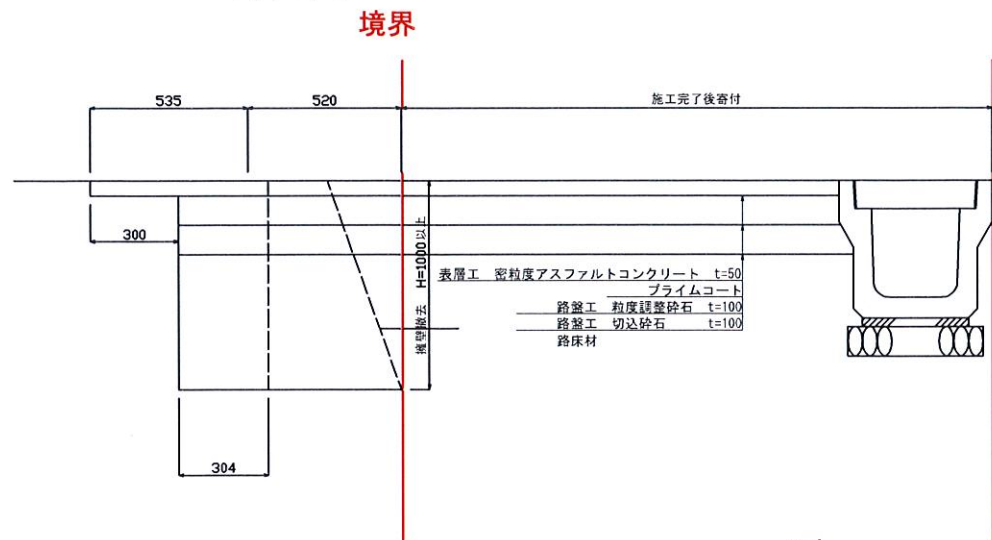 境界
535
520
施工完了後寄付
300
擁壁撤去 H=1000以上
表層工 密粒度アスファルトコンクリート t=50
プライムコート
路盤工 粒度調整砕石 t=100
路盤工 切込砕石 t=100
路床材
304